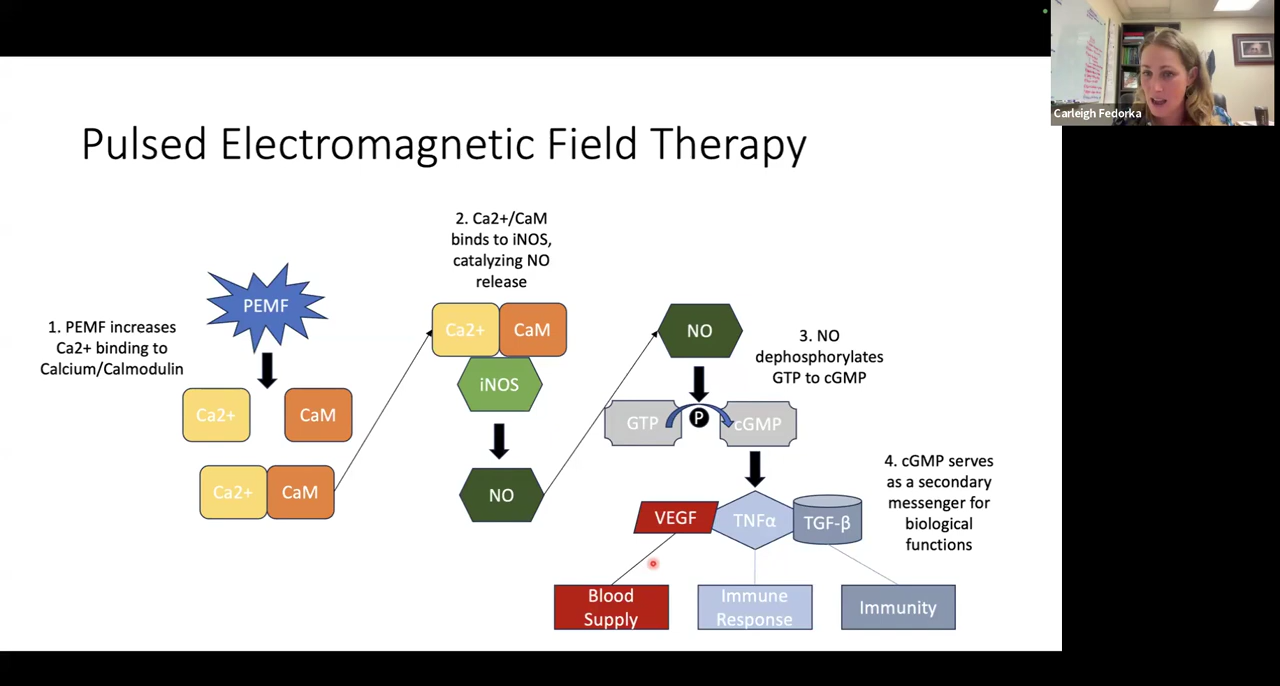 Carleigh Fedorka
Pulsed Electromagnetic Field Therapy
1. PEMF increases
Ca2+ binding to
Calcium/Calmodulin
PEMF
Ca2+
CaM
Ca2+
CaM
2. Ca2+/CaM
binds to iNOS,
catalyzing NO
release
Ca2+
CaM
iNOS
NO
NO
3. NO
dephosphorylates
GTP to cGMP
GTP
P
cGMP
4. cGMP serves
as a secondary
messenger for
biological
functions
VEGF
TNFα
TGF-β
Blood
Supply
Immune
Response
Immunity